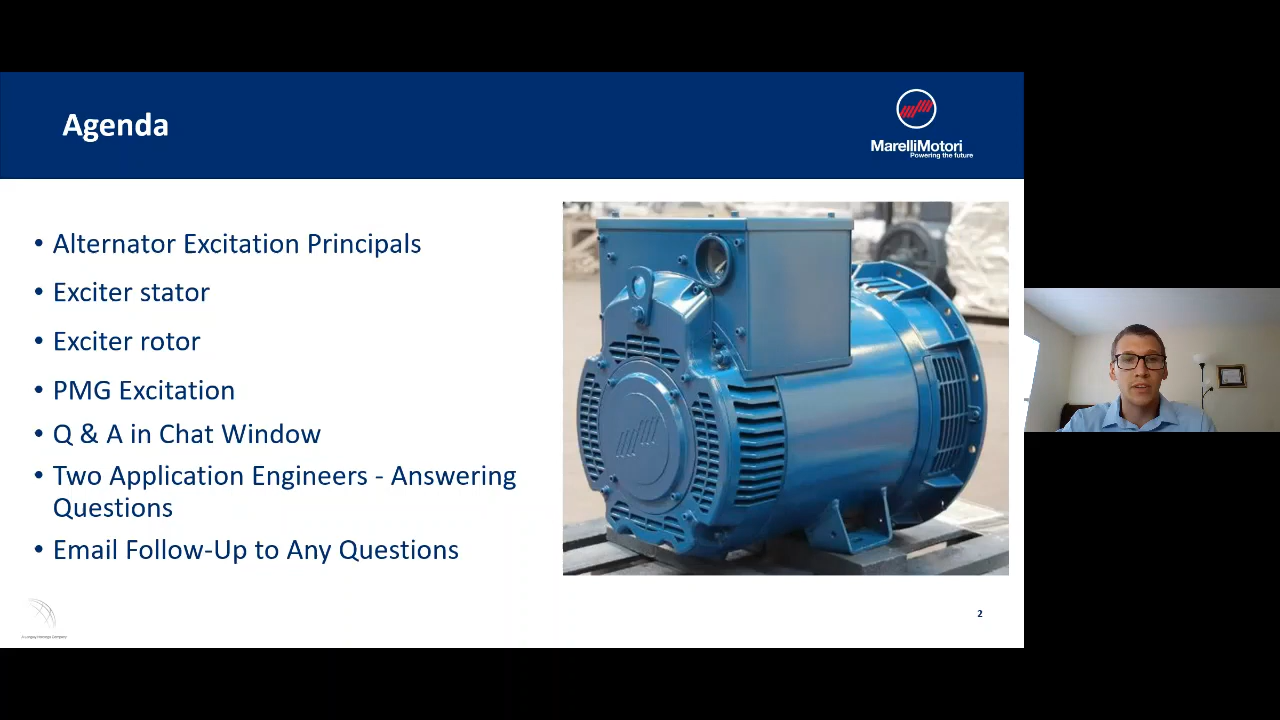 Agenda
MarelliMotori
Powering the future
• Alternator Excitation Principals
• Exciter stator
• Exciter rotor
• PMG Excitation
• Q & A in Chat Window
• Two Application Engineers - Answering
Questions
• Email Follow-Up to Any Questions
2